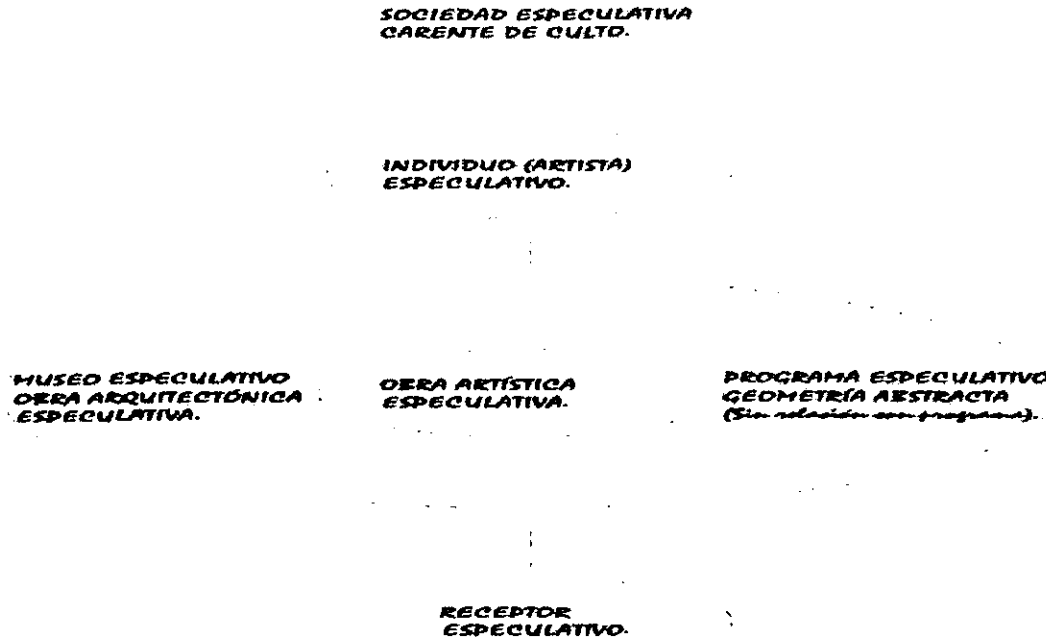 SOCIEDAD ESPECULATIVA
CARENTE DE CULTO.
INDIVIDUO (ARTISTA)
ESPECULATIVO.
MUSEO ESPECULATIVO
OBRA ARQUITECTÓNICA
ESPECULATIVA.
OBRA ARTÍSTICA
ESPECULATIVA.
PROGRAMA ESPECULATIVO
GEOMETRÍA ABSTRACTA
(Sin relación con programa).
RECEPTOR
ESPECULATIVO.